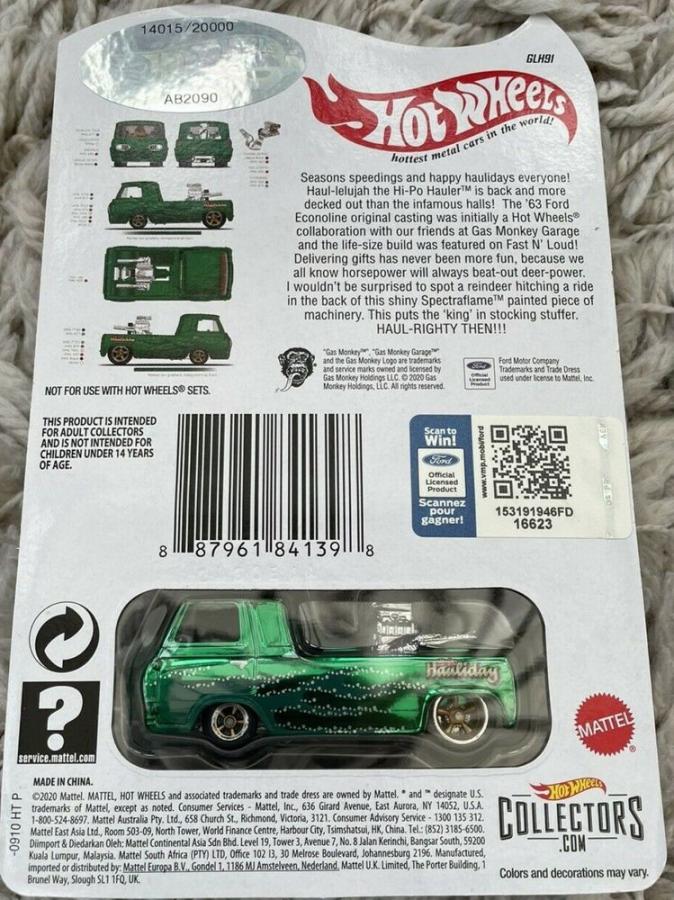 14015/20000
AB2090
GLH91
HOT WHEELS
hottest metal cars in the world!
Seasons speedings and happy haulidays everyone!
Haul-lelujah the Hi-Po Hauler™ is back and more
decked out than the infamous halls! The '63 Ford
Econoline original casting was initially a Hot Wheels®
collaboration with our friends at Gas Monkey Garage
and the life-size build was featured on Fast N' Loud!
Delivering gifts has never been more fun, because we
all know horsepower will always beat-out deer-power.
I wouldn't be surprised to spot a reindeer hitching a ride
in the back of this shiny Spectraflame™ painted piece of
machinery. This puts the 'king' in stocking stuffer.
HAUL-RIGHTY THEN!!!
"Gas Monkey™", "Gas Monkey Garage™"
and the Gas Monkey Logo are trademarks
and service marks owned and licensed by
Gas Monkey Holdings LLC. © 2020 Gas
Monkey Holdings, LLC. All rights reserved.
Ford
Official
Licensed
Product
Ford Motor Company
Trademarks and Trade Dress
used under license to Mattel, Inc.
NOT FOR USE WITH HOT WHEELS® SETS.
THIS PRODUCT IS INTENDED
FOR ADULT COLLECTORS
AND IS NOT INTENDED FOR
CHILDREN UNDER 14 YEARS
OF AGE.
8 87961 84139 8
Scan to
Win!
Ford
Official
Licensed
Product
Scannez
pour
gagner!
www.vmp.mobi/ford
153191946FD
16623
Hauliday
?
service.mattel.com
MATTEL®
MADE IN CHINA.
©2020 Mattel. MATTEL, HOT WHEELS and associated trademarks and trade dress are owned by Mattel. ® and ™ designate U.S.
trademarks of Mattel, except as noted. Consumer Services - Mattel, Inc., 636 Girard Avenue, East Aurora, NY 14052, U.S.A.
1-800-524-8697. Mattel Australia Pty. Ltd., 658 Church St., Richmond, Victoria, 3121. Consumer Advisory Service - 1300 135 312.
Mattel East Asia Ltd., Room 503-09, North Tower, World Finance Centre, Harbour City, Tsimshatsui, HK, China. Tel.: (852) 3185-6500.
Diimport & Diedarkan Oleh: Mattel Continental Asia Sdn Bhd. Level 19, Tower 3, Avenue 7, No. 8 Jalan Kerinchi, Bangsar South, 59200
Kuala Lumpur, Malaysia. Mattel South Africa (PTY) LTD, Office 102 I3, 30 Melrose Boulevard, Johannesburg 2196. Manufactured,
imported or distributed by: Mattel Europa B.V., Gondel 1, 1186 MJ Amstelveen, Nederland. Mattel U.K. Limited, The Porter Building, 1
Brunel Way, Slough SL1 1FQ, UK.
-0910 HT P
HOT WHEELS
COLLECTORS
.COM
Colors and decorations may vary.